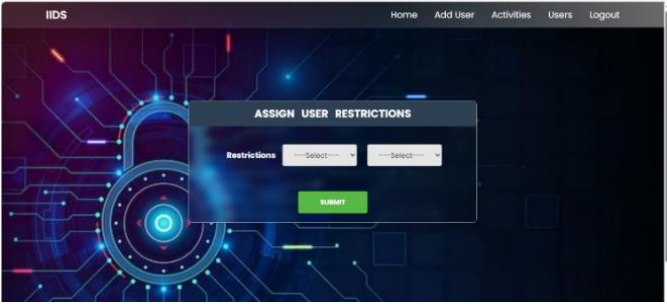 IIDS Home Add User Activities Users Logout
ASSIGN USER RESTRICTIONS
Restrictions ----Select---- ----Select----
SUBMIT